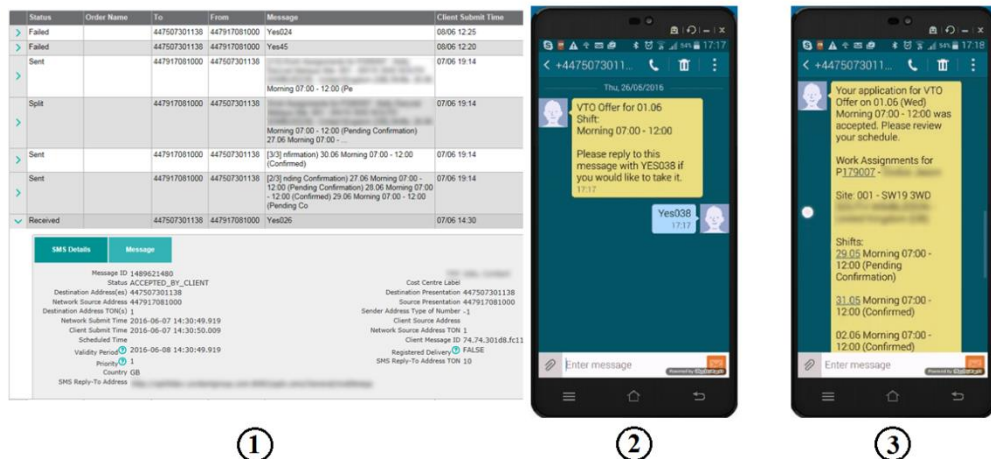 Status Order Name To From Message Client Submit Time
Failed 447507301138 447917081000 Yes024 08/06 12:25
Failed 447507301138 447917081000 Yes45 08/06 12:20
Sent 447917081000 447507301138 07/06 19:14
Morning 07:00 - 12:00 (Pe
Split 447917081000 447507301138 07/06 19:14
Morning 07:00 - 12:00 (Pending Confirmation)
27.06 Morning 07:00 - ...
Sent 447917081000 447507301138 [3/3] nfirmation) 30.06 Morning 07:00 - 12:00 07/06 19:14
(Confirmed)
Sent 447917081000 447507301138 [2/3] nding Confirmation) 27.06 Morning 07:00 - 07/06 19:14
12:00 (Pending Confirmation) 28.06 Morning 07:00
- 12:00 (Confirmed) 29.06 Morning 07:00 - 12:00
(Pending Co
Received 447507301138 447917081000 Yes026 07/06 14:30
SMS Details Message
Message ID 1489621480
Status ACCEPTED_BY_CLIENT Cost Centre Label
Destination Address(es) 447507301138 Destination Presentation 447507301138
Network Source Address 447917081000 Source Presentation 447917081000
Destination Address TON(s) 1 Sender Address Type of Number -1
Network Submit Time 2016-06-07 14:30:49.919 Client Source Address
Client Submit Time 2016-06-07 14:30:50.009 Network Source Address TON 1
Scheduled Time Client Message ID 74.74.301d8.fc11
Validity Period 2016-06-08 14:30:49.919 Registered Delivery FALSE
Priority 1 SMS Reply-To Address TON 10
Country GB
SMS Reply-To Address
1
54% 17:17
+4475073011...
Thu, 26/05/2016
VTO Offer for 01.06
Shift:
Morning 07:00 - 12:00
Please reply to this
message with YES038 if
you would like to take it.
17:17
Yes038
17:17
Enter message
Powered by
2
54% 17:18
+4475073011...
Your application for VTO
Offer on 01.06 (Wed)
Morning 07:00 - 12:00 was
accepted. Please review
your schedule.
Work Assignments for
P179007 -
Site: 001 - SW19 3WD
Shifts:
29.05 Morning 07:00 -
12:00 (Pending
Confirmation)
31.05 Morning 07:00 -
12:00 (Confirmed)
02.06 Morning 07:00 -
12:00 (Confirmed)
Enter message
Powered by
3